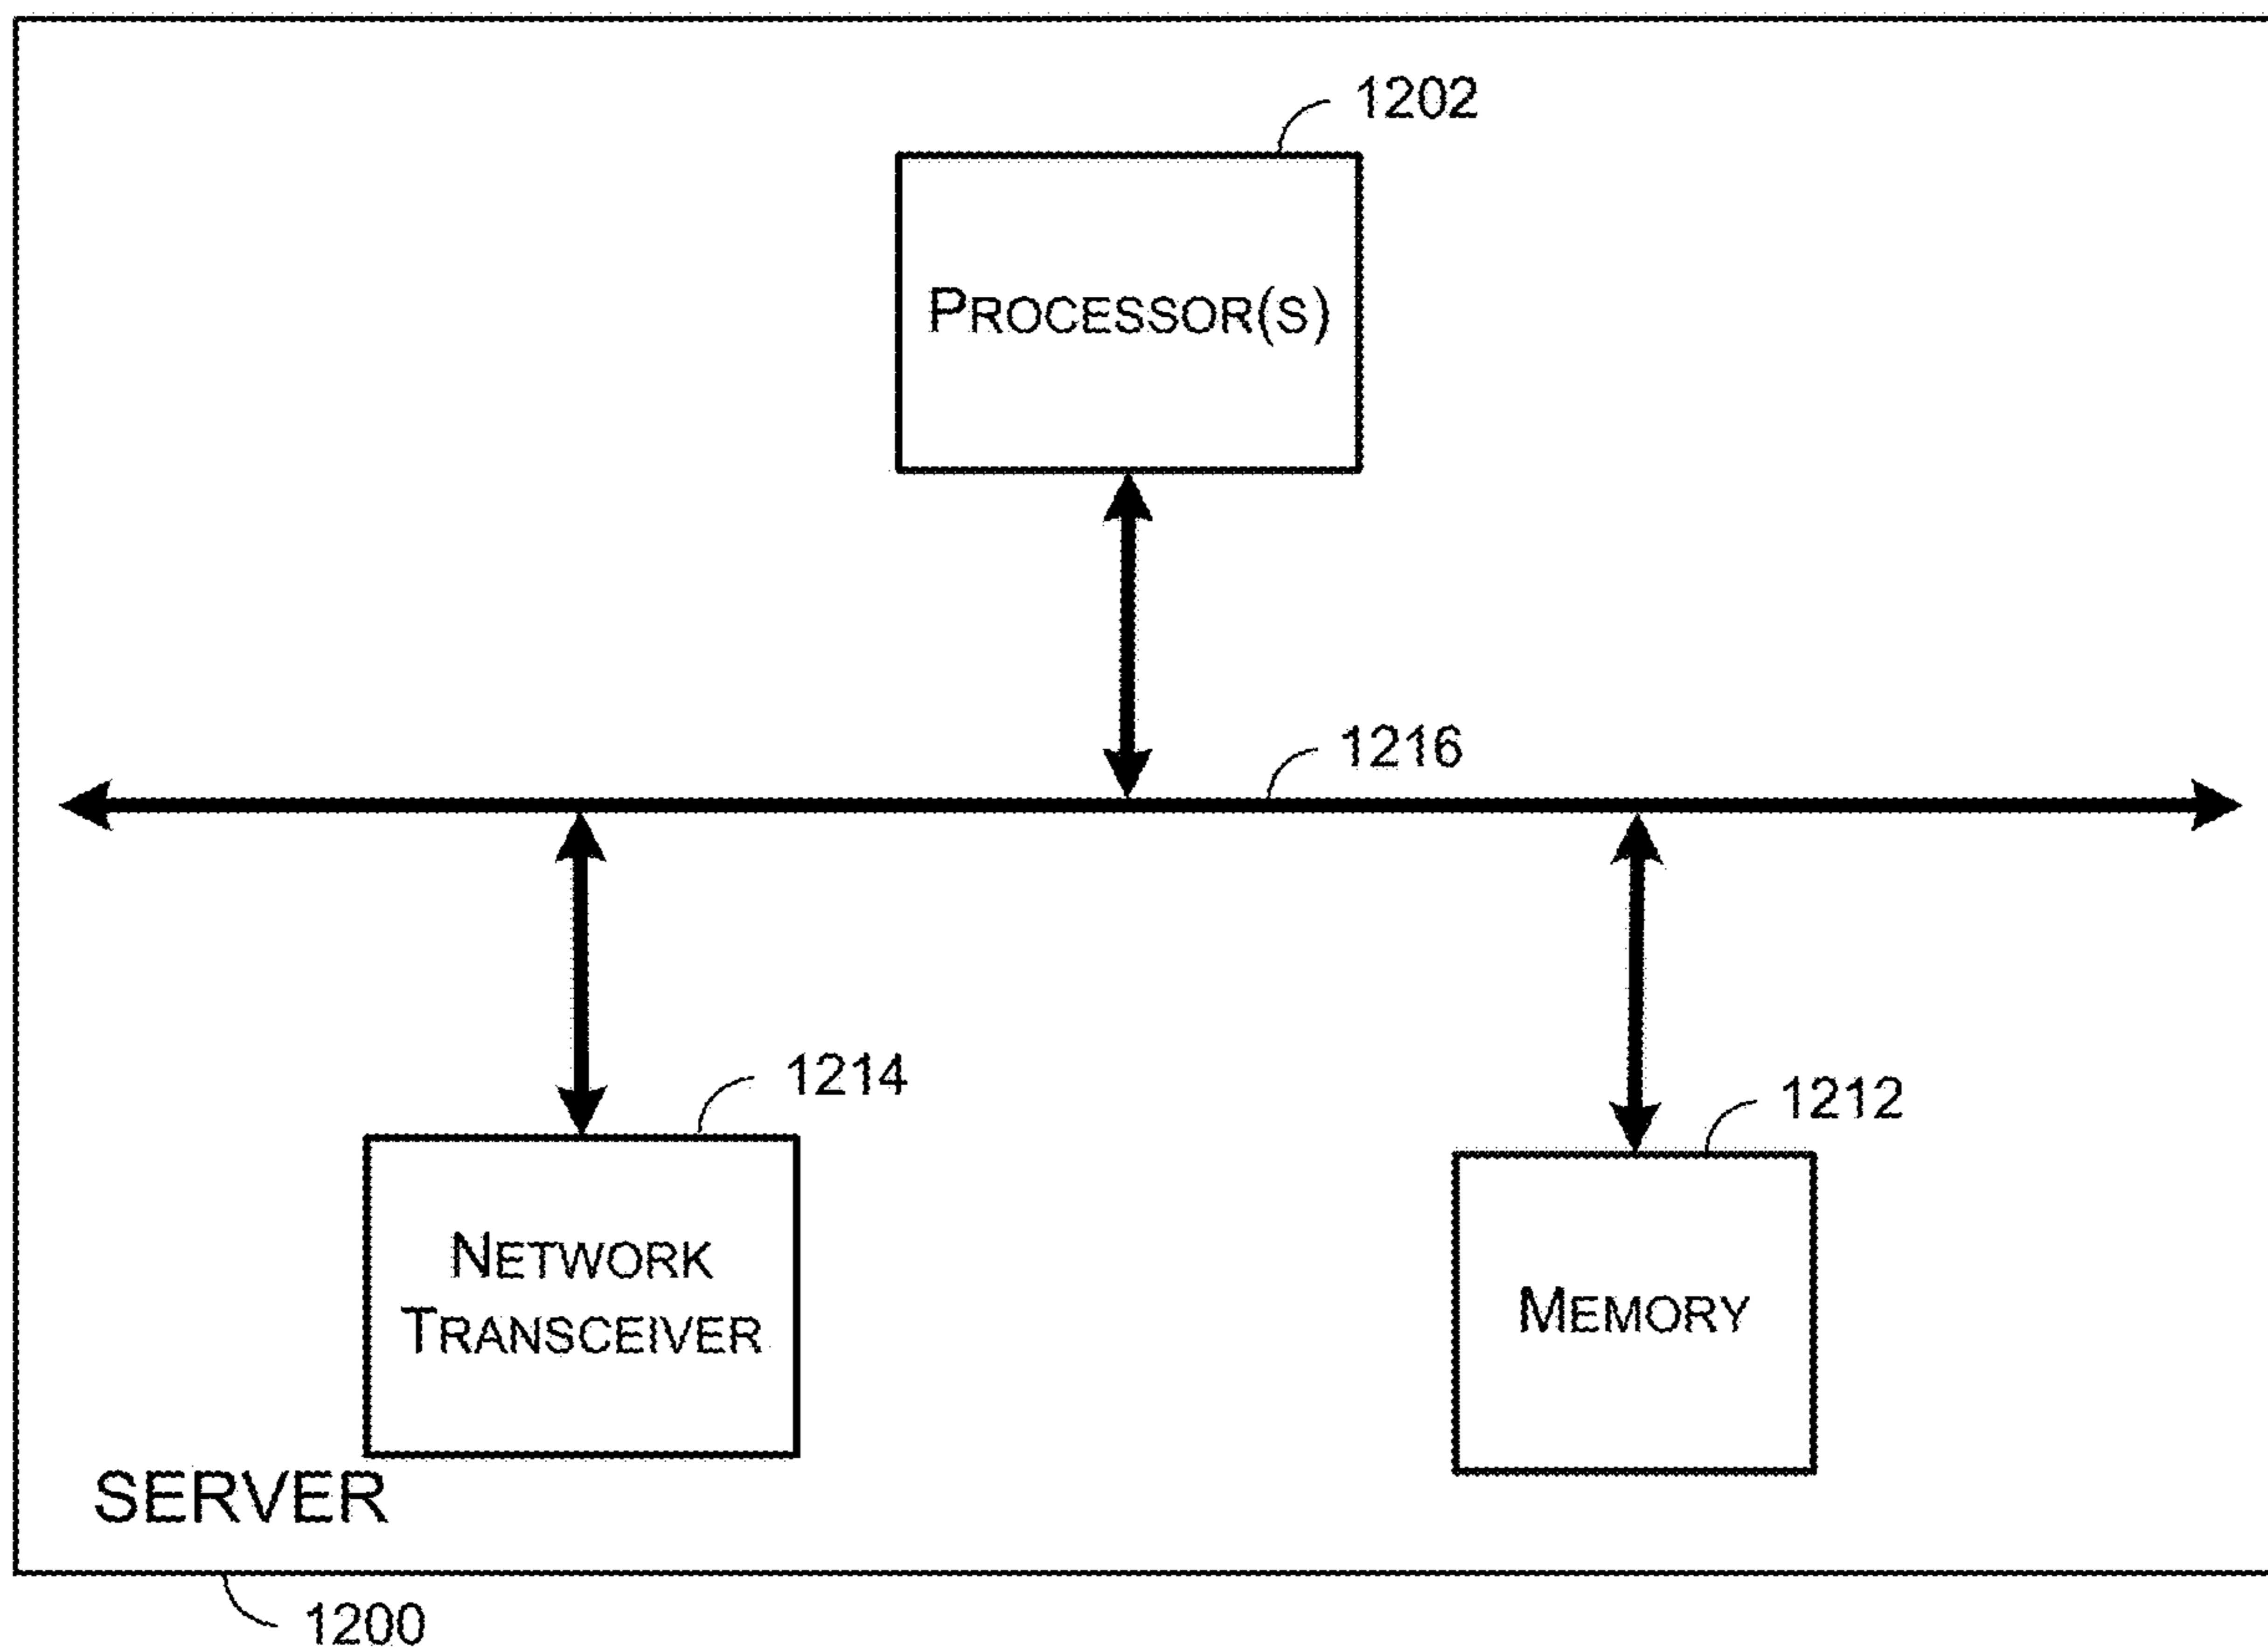 1202
PROCESSOR(S)
1216
1214
1212
NETWORK
TRANSCEIVER
MEMORY
SERVER
1200